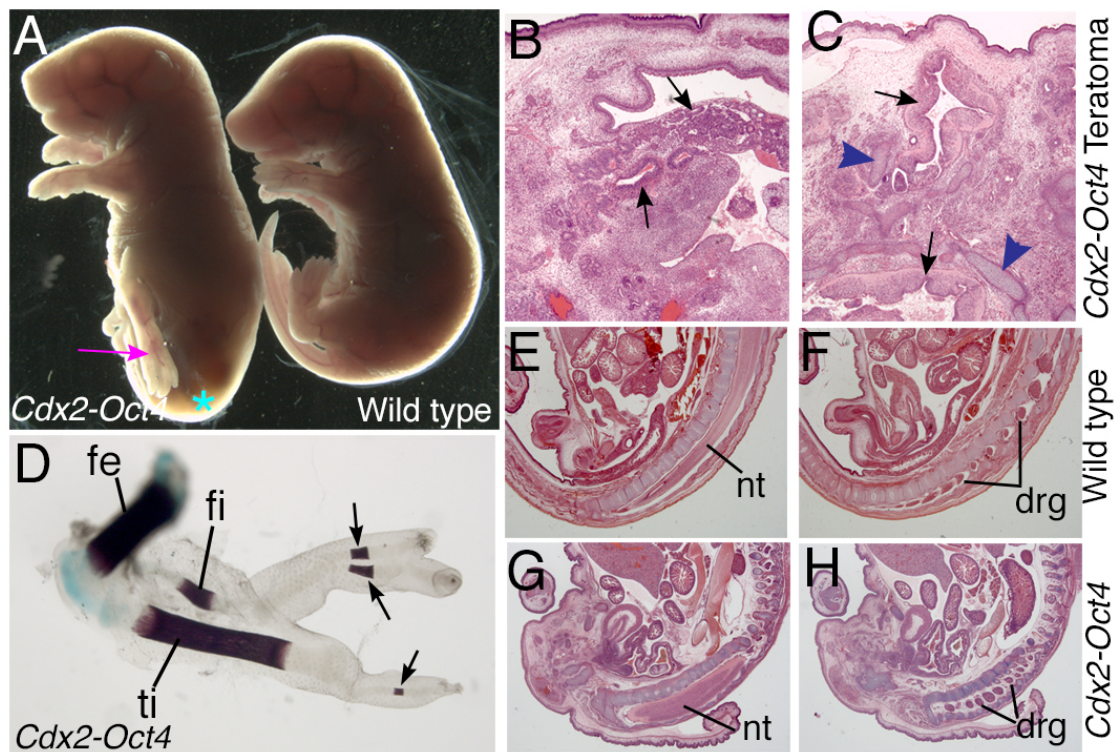 A
Cdx2-Oct4
Wild type
B
C
Cdx2-Oct4 Teratoma
D
fe
fi
ti
Cdx2-Oct4
E
nt
F
drg
Wild type
G
nt
H
drg
Cdx2-Oct4